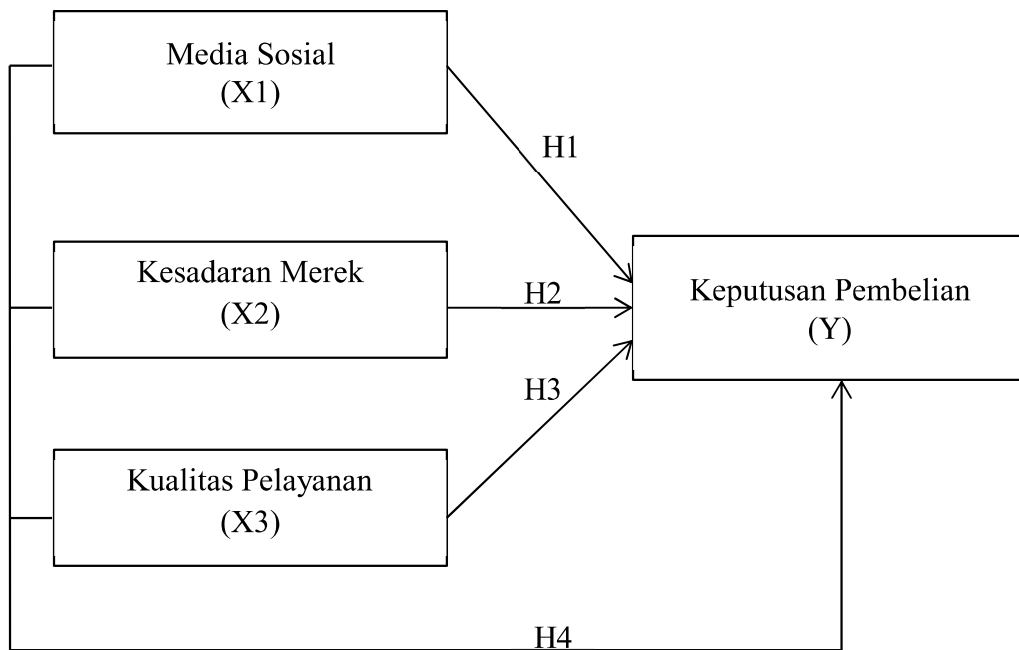 Media Sosial
(X1)
H1
Kesadaran Merek
(X2)
H2
Keputusan Pembelian
(Y)
H3
Kualitas Pelayanan
(X3)
H4